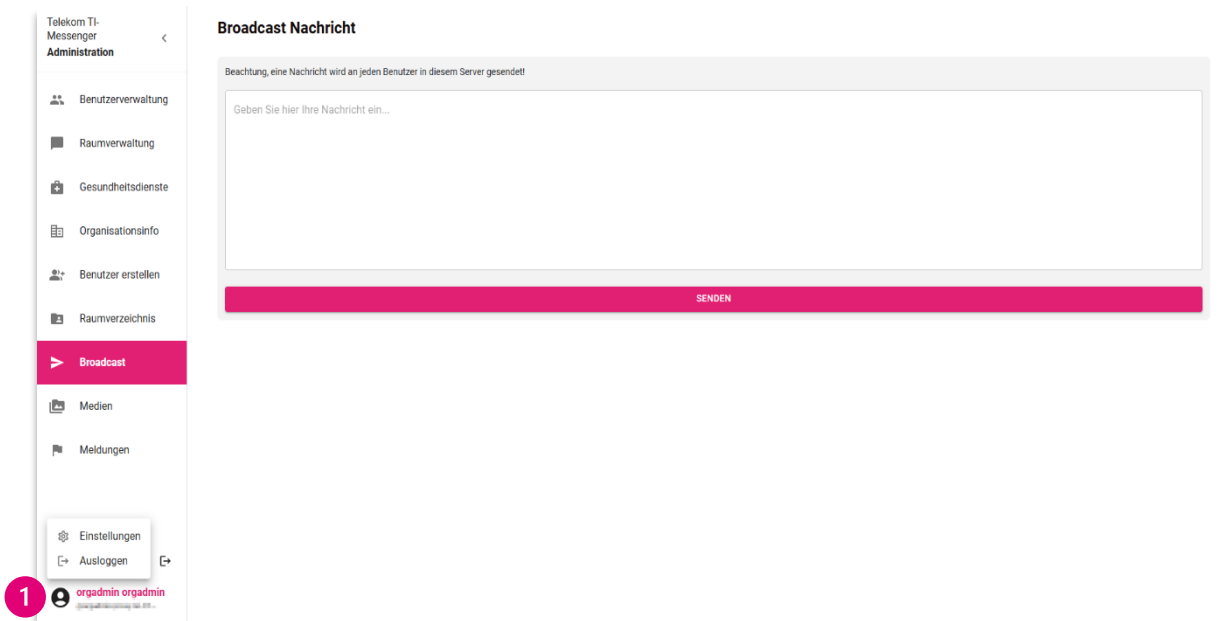 Telekom TI-
Messenger
Administration
Benutzerverwaltung
Raumverwaltung
Gesundheitsdienste
Organisationsinfo
Benutzer erstellen
Raumverzeichnis
Broadcast
Medien
Meldungen
Einstellungen
Ausloggen
1
orgadmin orgadmin
Broadcast Nachricht
Beachtung, eine Nachricht wird an jeden Benutzer in diesem Server gesendet!
Geben Sie hier Ihre Nachricht ein...
SENDEN